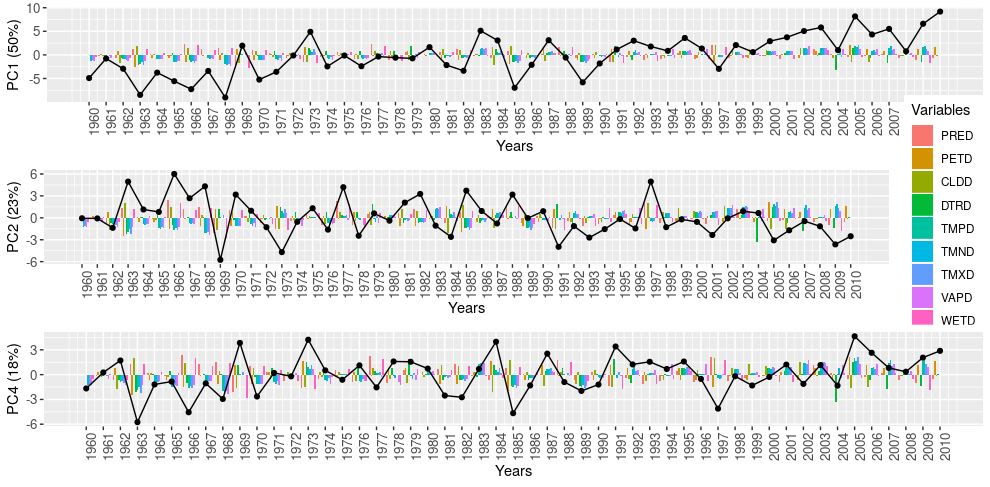 10
5
0
-5
PC1 (50%)
1960 1961 1962 1963 1964 1965 1966 1967 1968 1969 1970 1971 1972 1973 1974 1975 1976 1977 1978 1979 1980 1981 1982 1983 1984 1985 1986 1987 1988 1989 1990 1991 1992 1993 1994 1995 1996 1997 1998 1999 2000 2001 2002 2003 2004 2005 2006 2007
Years
Variables
PRED
PETD
CLDD
DTRD
TMPD
TMND
TMXD
VAPD
WETD
6
3
0
-3
-6
PC2 (23%)
1960 1961 1962 1963 1964 1965 1966 1967 1968 1969 1970 1971 1972 1973 1974 1975 1976 1977 1978 1979 1980 1981 1982 1983 1984 1985 1986 1987 1988 1989 1990 1991 1992 1993 1994 1995 1996 1997 1998 1999 2000 2001 2002 2003 2004 2005 2006 2007 2008 2009 2010
Years
3
0
-3
-6
PC4 (18%)
1960 1961 1962 1963 1964 1965 1966 1967 1968 1969 1970 1971 1972 1973 1974 1975 1976 1977 1978 1979 1980 1981 1982 1983 1984 1985 1986 1987 1988 1989 1990 1991 1992 1993 1994 1995 1996 1997 1998 1999 2000 2001 2002 2003 2004 2005 2006 2007 2008 2009 2010
Years